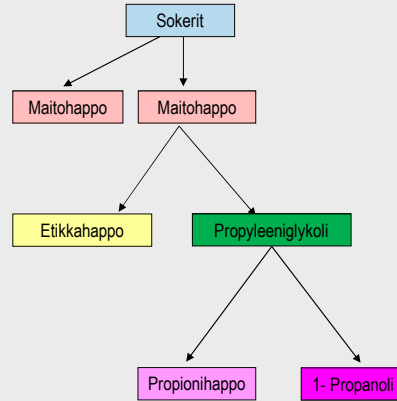 Sokerit
Maitohappo
Maitohappo
Etikkahappo
Propyleeniglykoli
Propionihappo
1- Propanoli